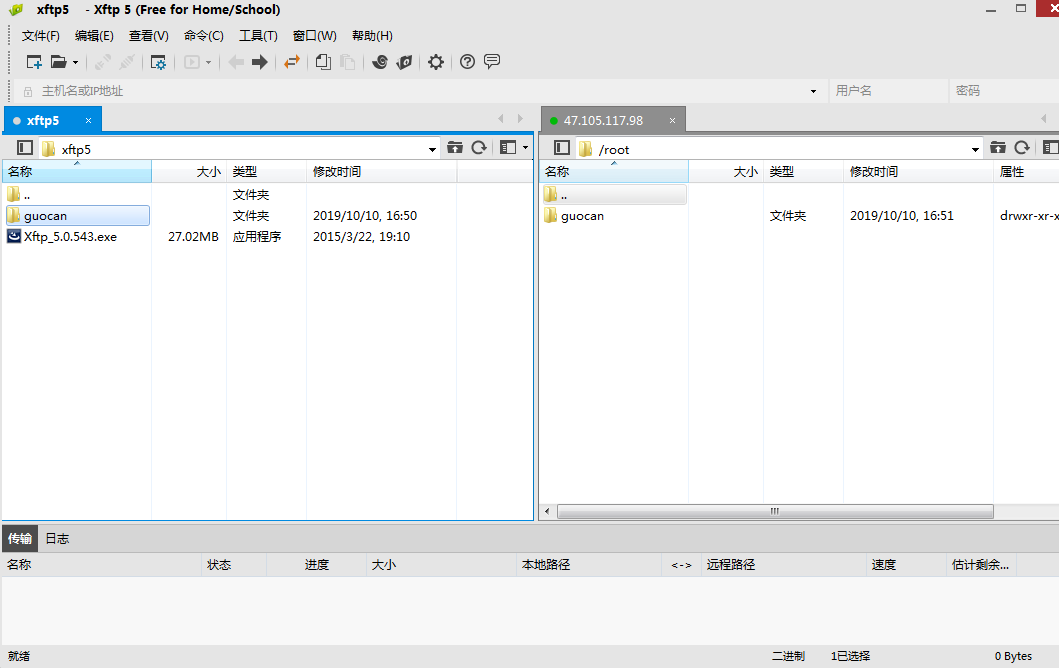 xftp5 - Xftp 5 (Free for Home/School)
文件(F) 编辑(E) 查看(V) 命令(C) 工具(T) 窗口(W) 帮助(H)
主机名或IP地址 用户名 密码
xftp5 × 47.105.117.98 ×
xftp5 /root
名称 大小 类型 修改时间 名称 大小 类型 修改时间 属性
.. 文件夹 ..
guocan 文件夹 2019/10/10, 16:50 guocan 文件夹 2019/10/10, 16:51 drwxr-xr-x
Xftp_5.0.543.exe 27.02MB 应用程序 2015/3/22, 19:10
传输 日志
名称 状态 进度 大小 本地路径 <-> 远程路径 速度 估计剩余...
就绪 二进制 1已选择 0 Bytes